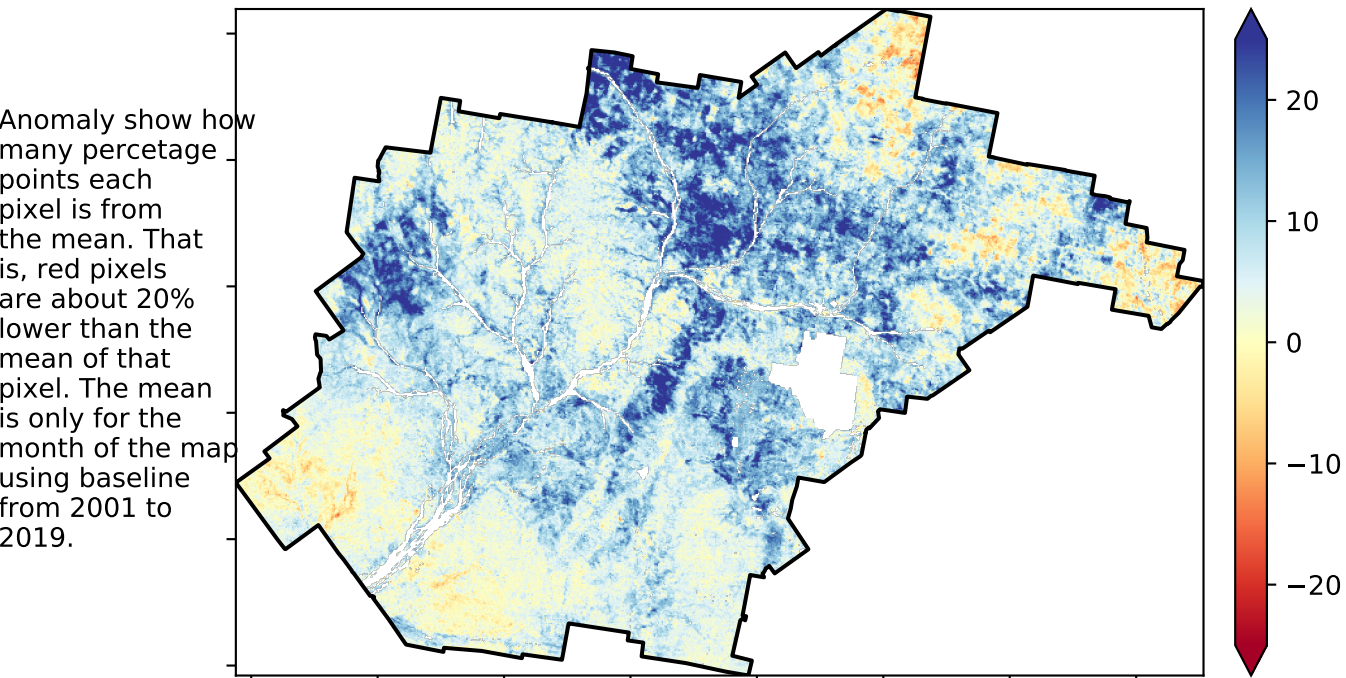 Anomaly show how
many percetage
points each
pixel is from
the mean. That
is, red pixels
are about 20%
lower than the
mean of that
pixel. The mean
is only for the
month of the map
using baseline
from 2001 to
2019.
20
10
0
−10
−20